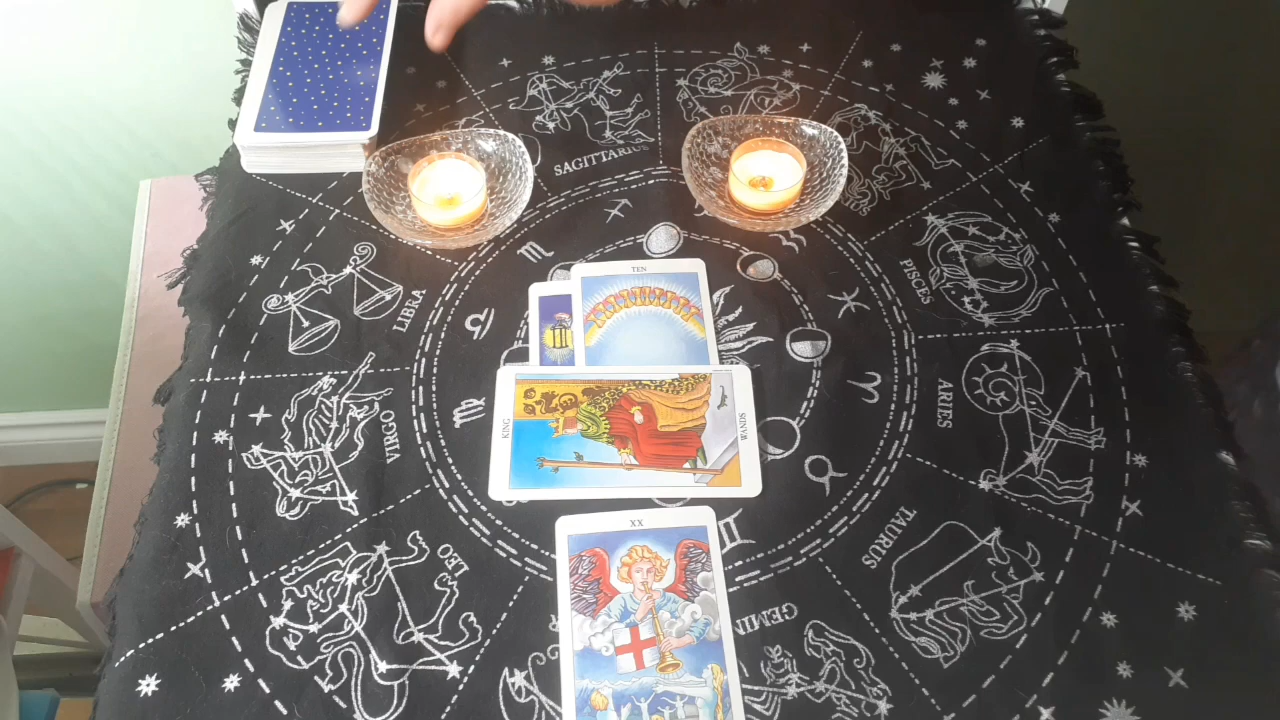 SAGITTARIUS
PISCES
LIBRA
TEN
ARIES
VIRGO
KING
WANDS
XX
TAURUS
LEO
GEMINI